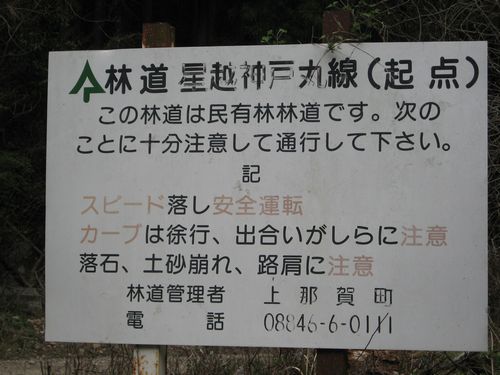 林道星越神戸丸線(起点)
この林道は民有林林道です。次の
ことに十分注意して通行して下さい。
記
スピード落し安全運転
カーブは徐行、出合いがしらに注意
落石、土砂崩れ、路肩に注意
林道管理者 上那賀町
電話 08846-6-0111